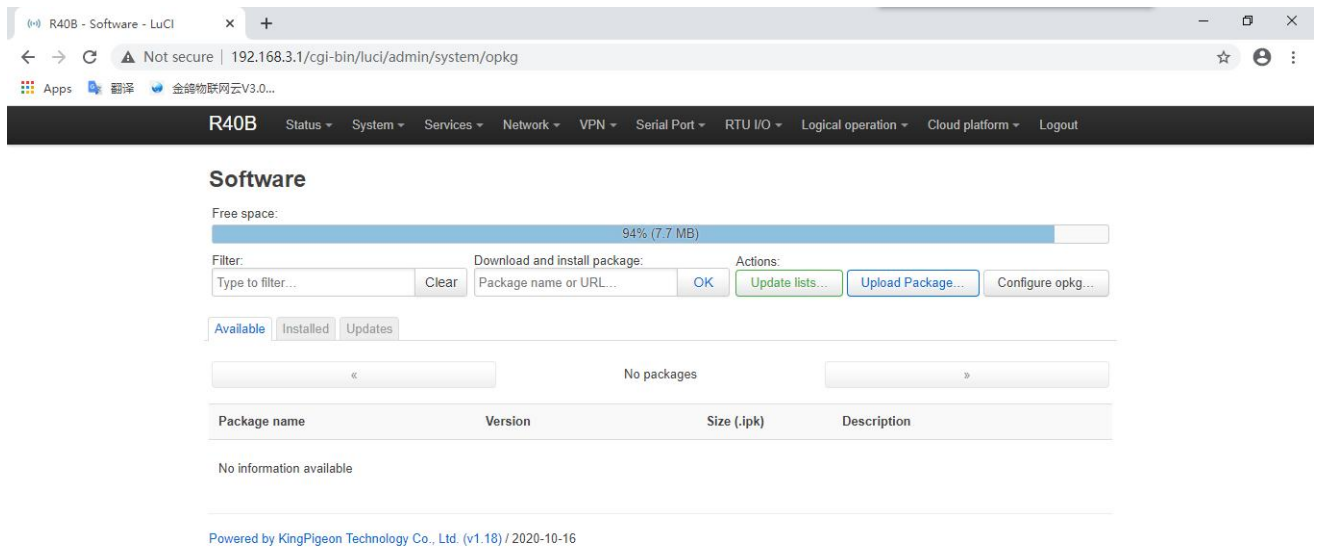 R40B - Software - LuCI
Not secure | 192.168.3.1/cgi-bin/luci/admin/system/opkg
Apps 翻译 金鸽物联网云V3.0...
R40B Status System Services Network VPN Serial Port RTU I/O Logical operation Cloud platform Logout
Software
Free space:
94% (7.7 MB)
Filter: Download and install package: Actions:
Type to filter... Clear Package name or URL... OK Update lists... Upload Package... Configure opkg...
Available Installed Updates
« No packages »
Package name Version Size (.ipk) Description
No information available
Powered by KingPigeon Technology Co., Ltd. (v1.18) / 2020-10-16